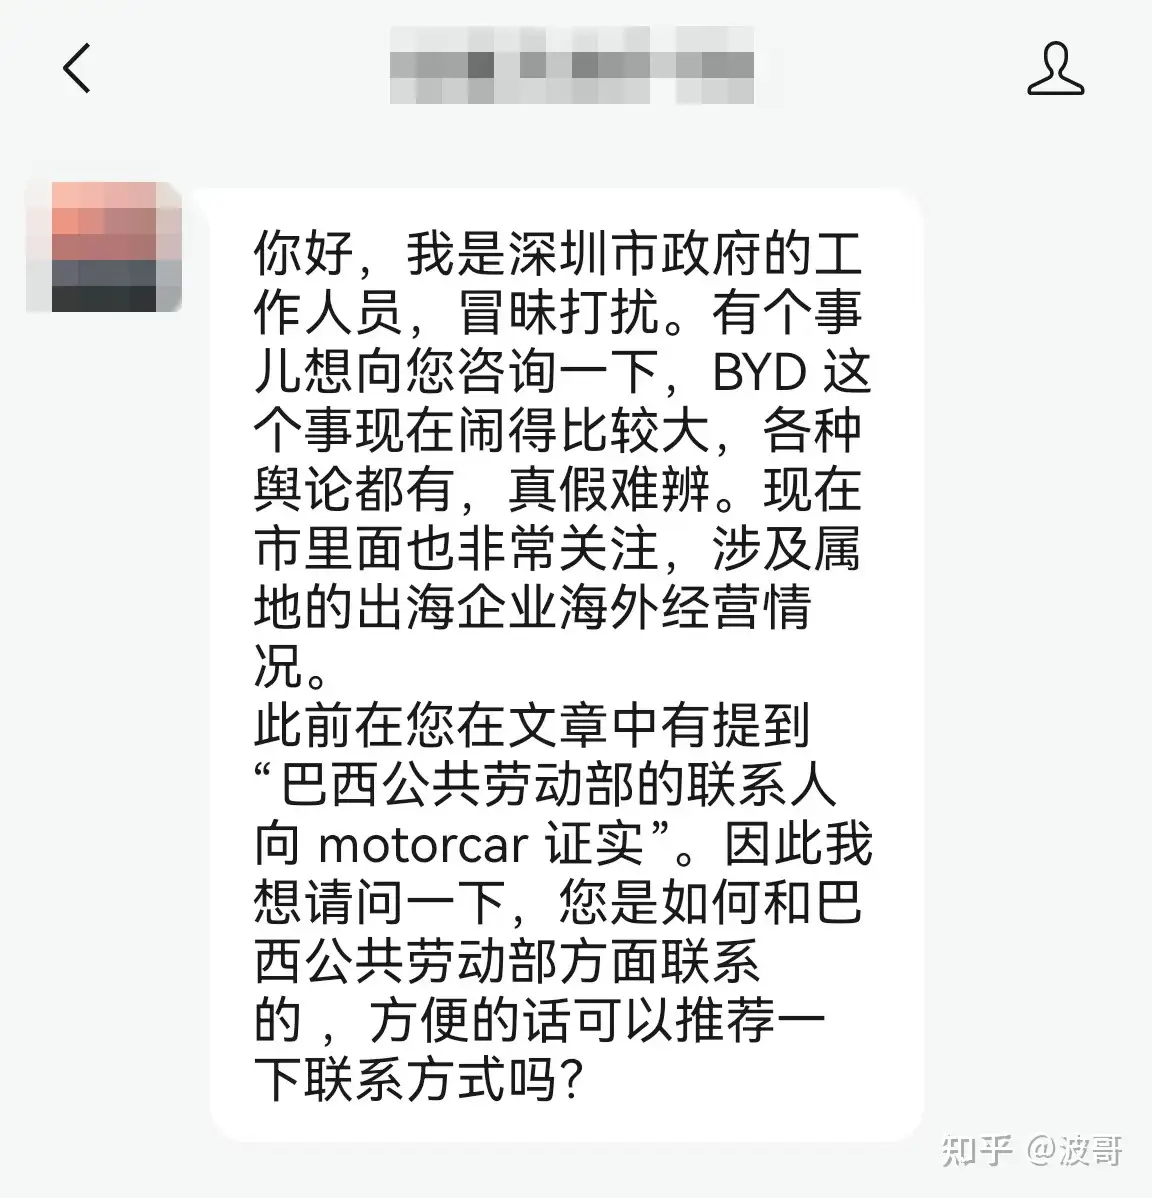 你好，我是深圳市政府的工
作人员，冒昧打扰。有个事
儿想向您咨询一下，BYD 这
个事现在闹得比较大，各种
舆论都有，真假难辨。现在
市里面也非常关注，涉及属
地的出海企业海外经营情
况。
此前在您在文章中有提到
“巴西公共劳动部的联系人
向 motorcar 证实”。因此我
想请问一下，您是如何和巴
西公共劳动部方面联系
的 ，方便的话可以推荐一
下联系方式吗？
知乎 @波哥